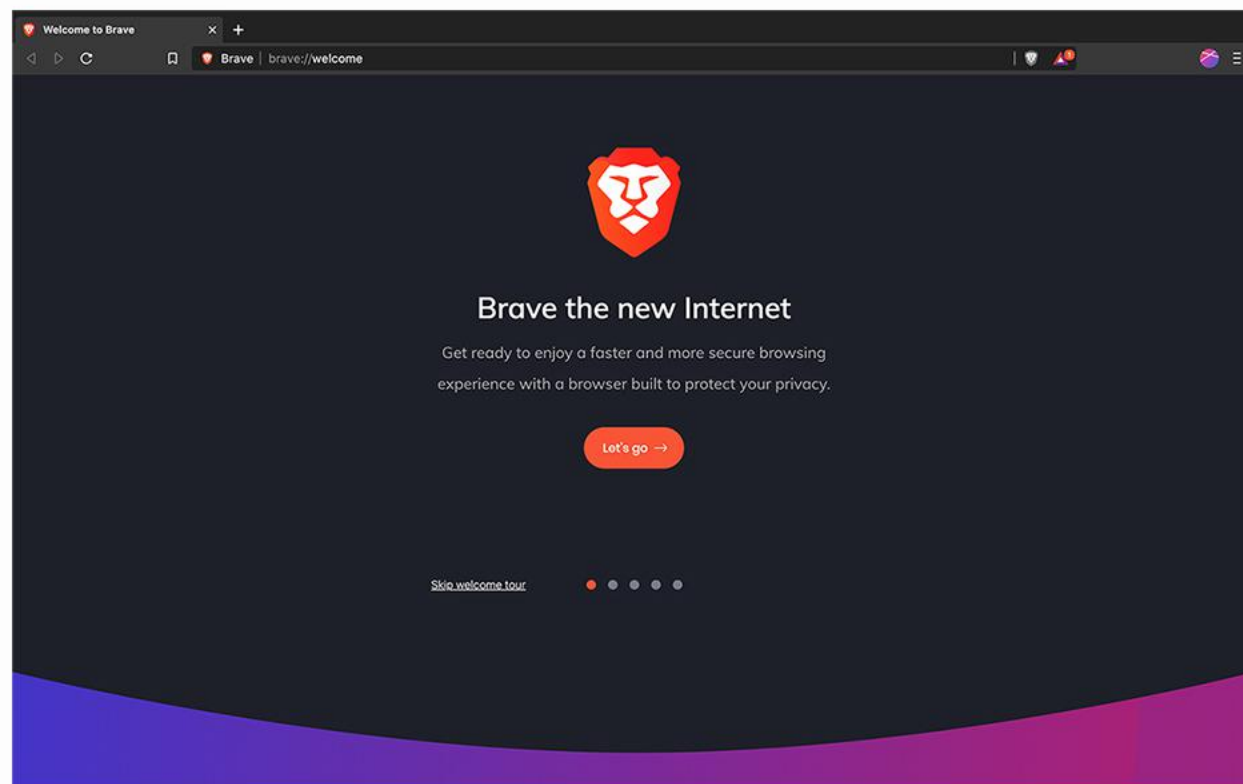 Welcome to Brave
Brave | brave://welcome
1
Brave the new Internet
Get ready to enjoy a faster and more secure browsing
experience with a browser built to protect your privacy.
Let's go →
Skip welcome tour